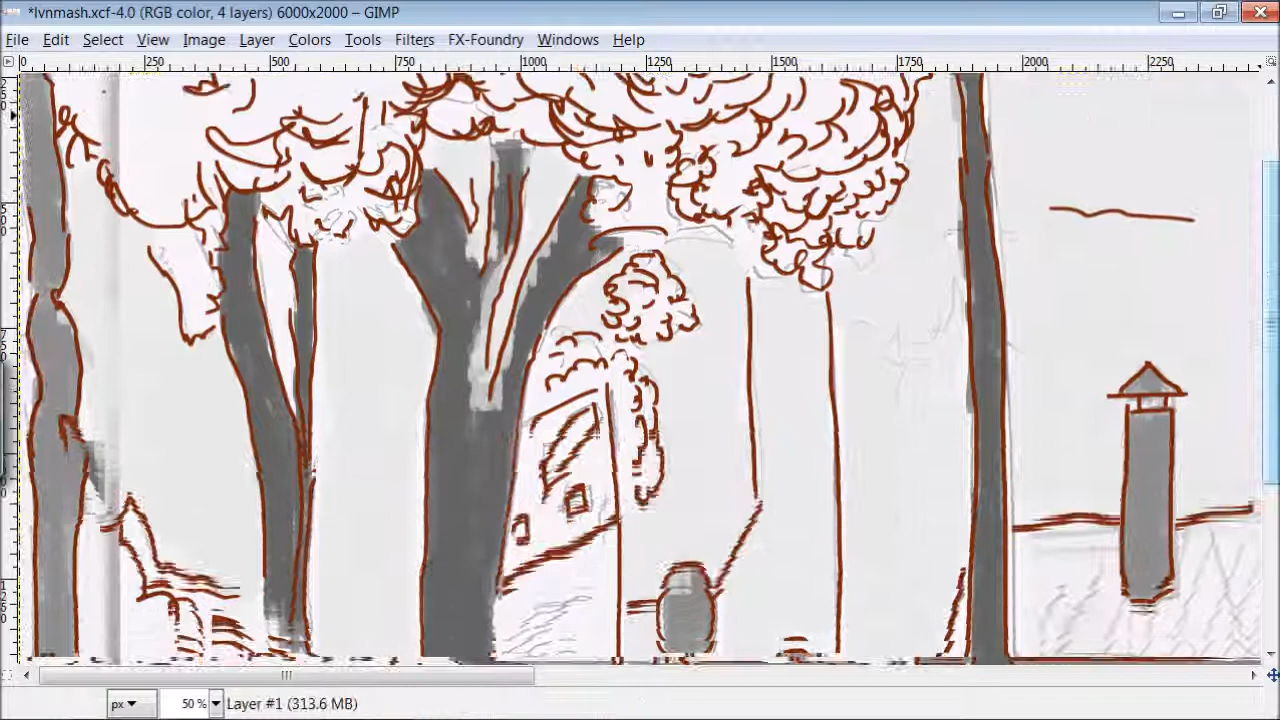 *lvnmash.xcf-4.0 (RGB color, 4 layers) 6000x2000 – GIMP
File Edit Select View Image Layer Colors Tools Filters FX-Foundry Windows Help
0 250 500 750 1000 1250 1500 1750 2000 2250
px 50 % Layer #1 (313.6 MB)